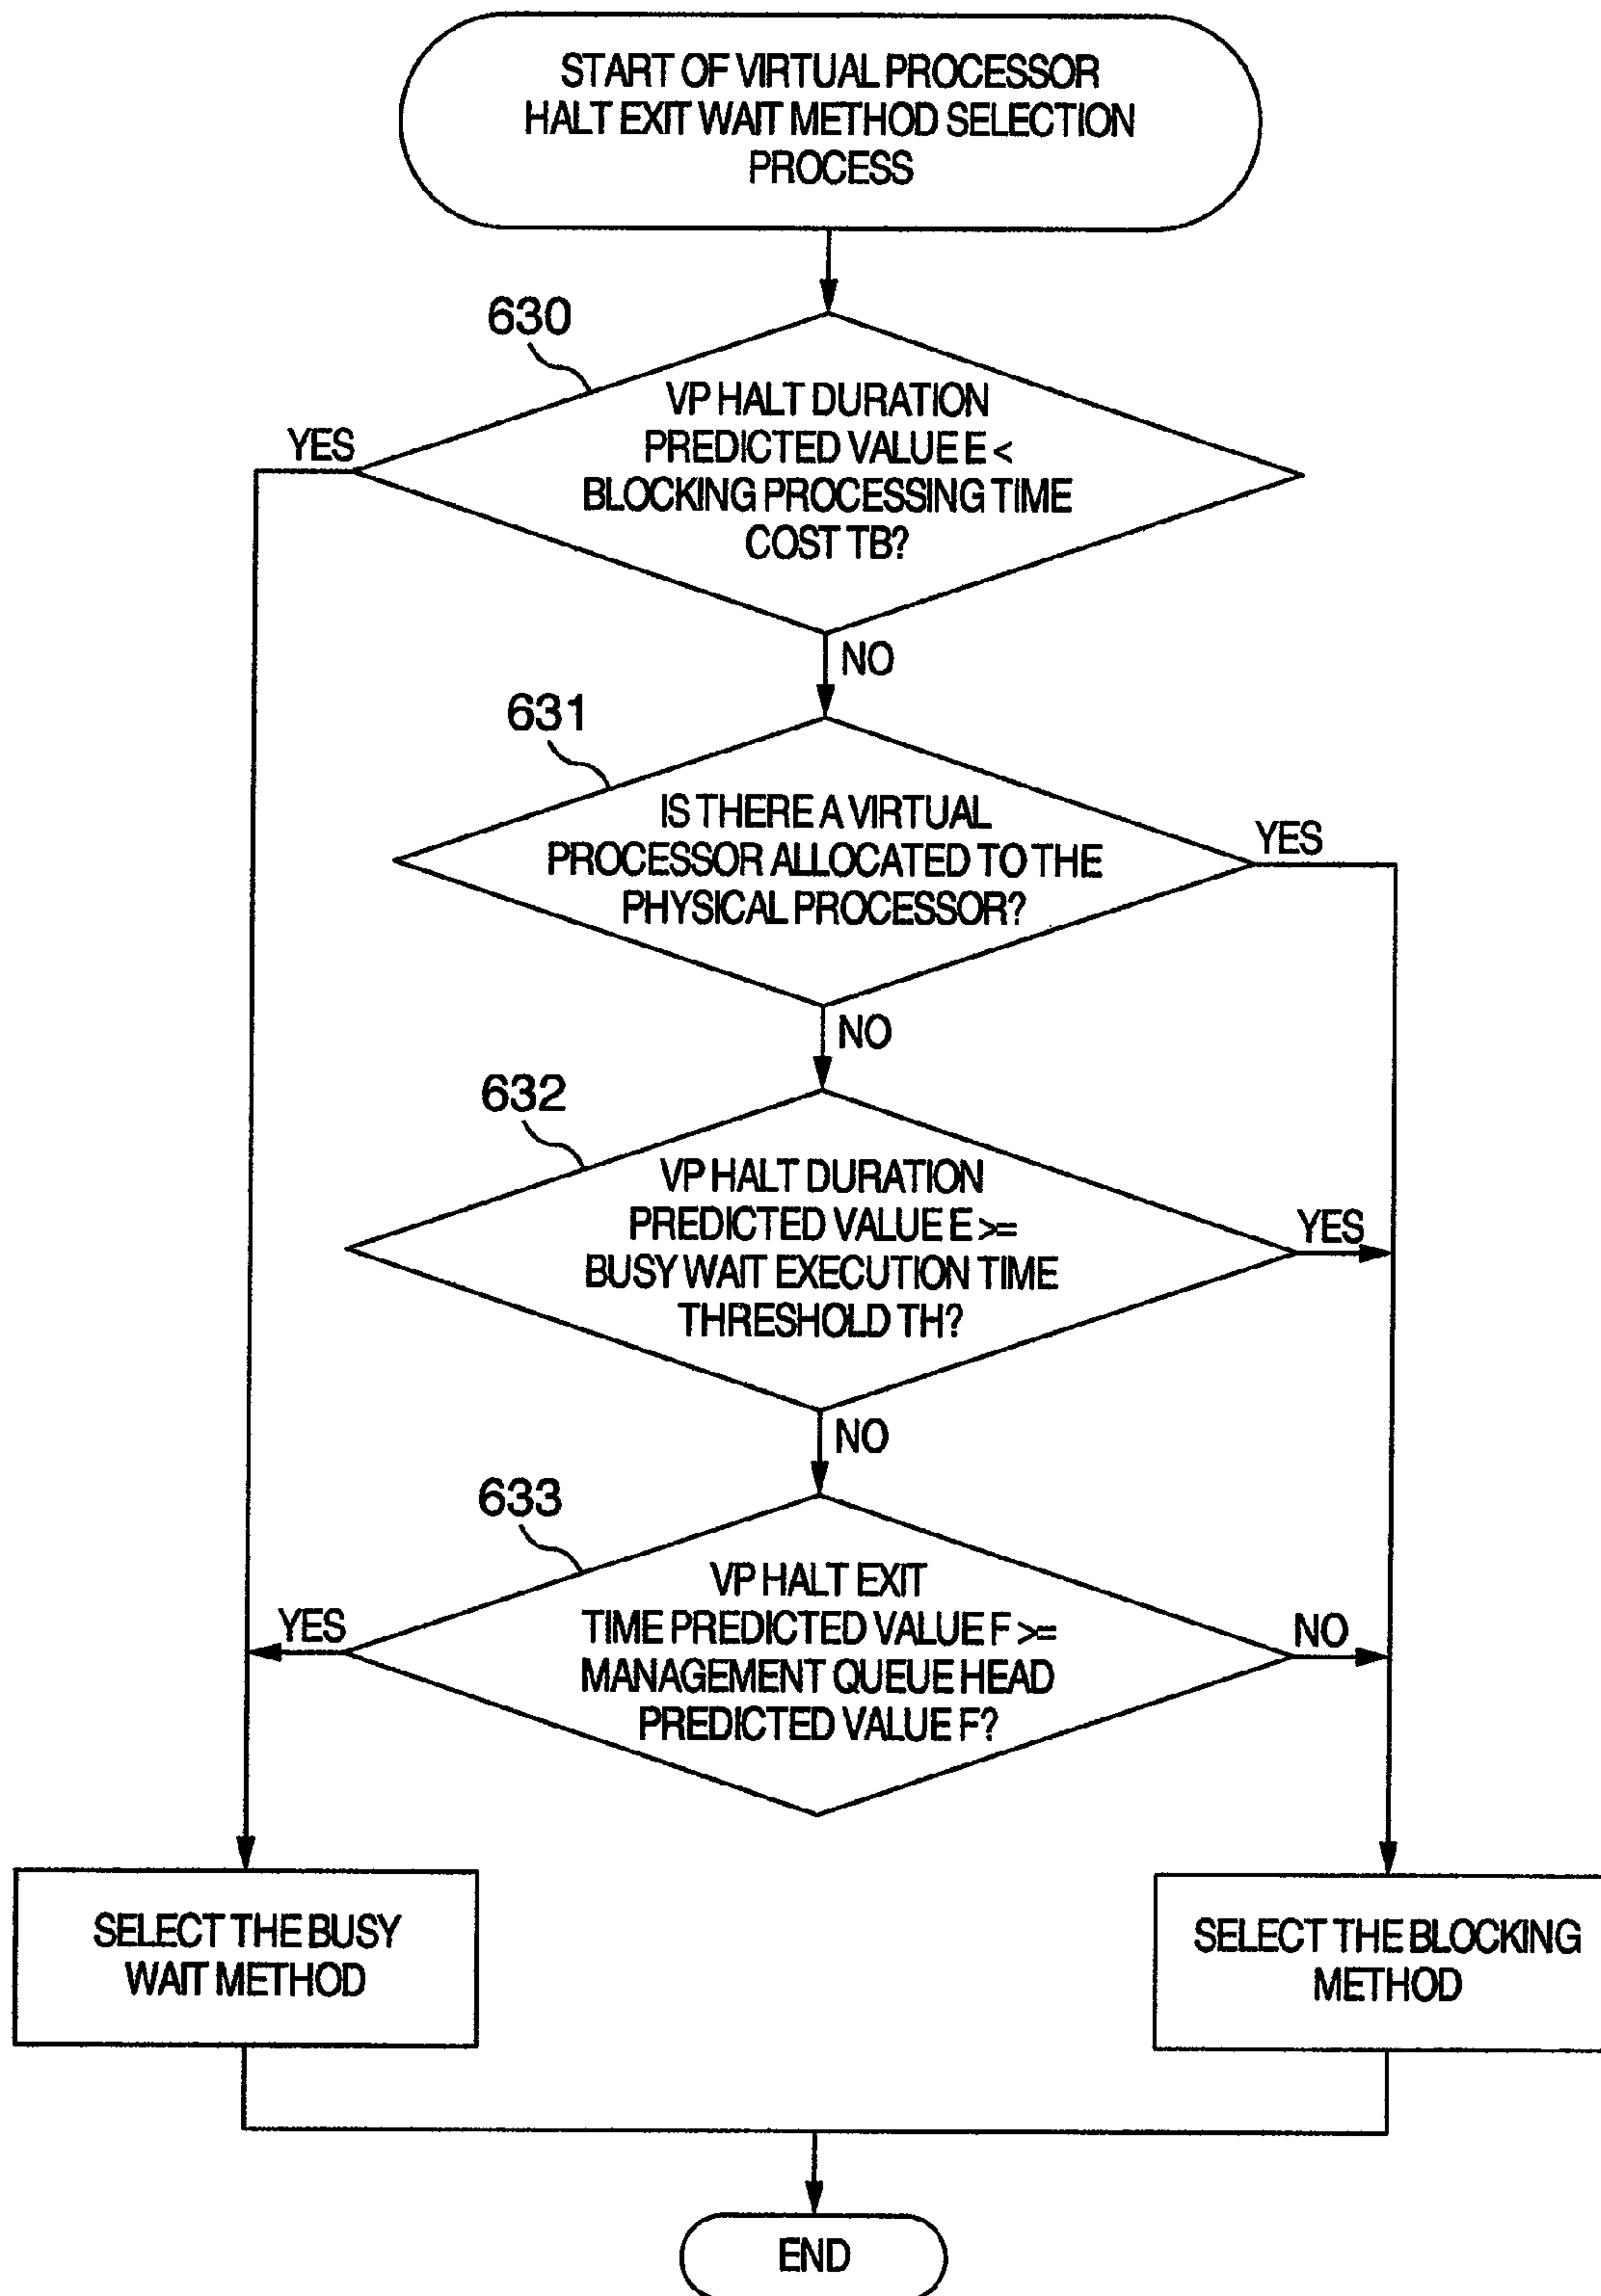 START OF VIRTUAL PROCESSOR
HALT EXIT WAIT METHOD SELECTION
PROCESS
630
VP HALT DURATION
PREDICTED VALUE E <
BLOCKING PROCESSING TIME
COST TB?
YES
NO
631
IS THERE A VIRTUAL
PROCESSOR ALLOCATED TO THE
PHYSICAL PROCESSOR?
YES
NO
632
VP HALT DURATION
PREDICTED VALUE E >=
BUSY WAIT EXECUTION TIME
THRESHOLD TH?
YES
NO
633
VP HALT EXIT
TIME PREDICTED VALUE F >=
MANAGEMENT QUEUE HEAD
PREDICTED VALUE F?
YES
NO
SELECT THE BUSY
WAIT METHOD
SELECT THE BLOCKING
METHOD
END